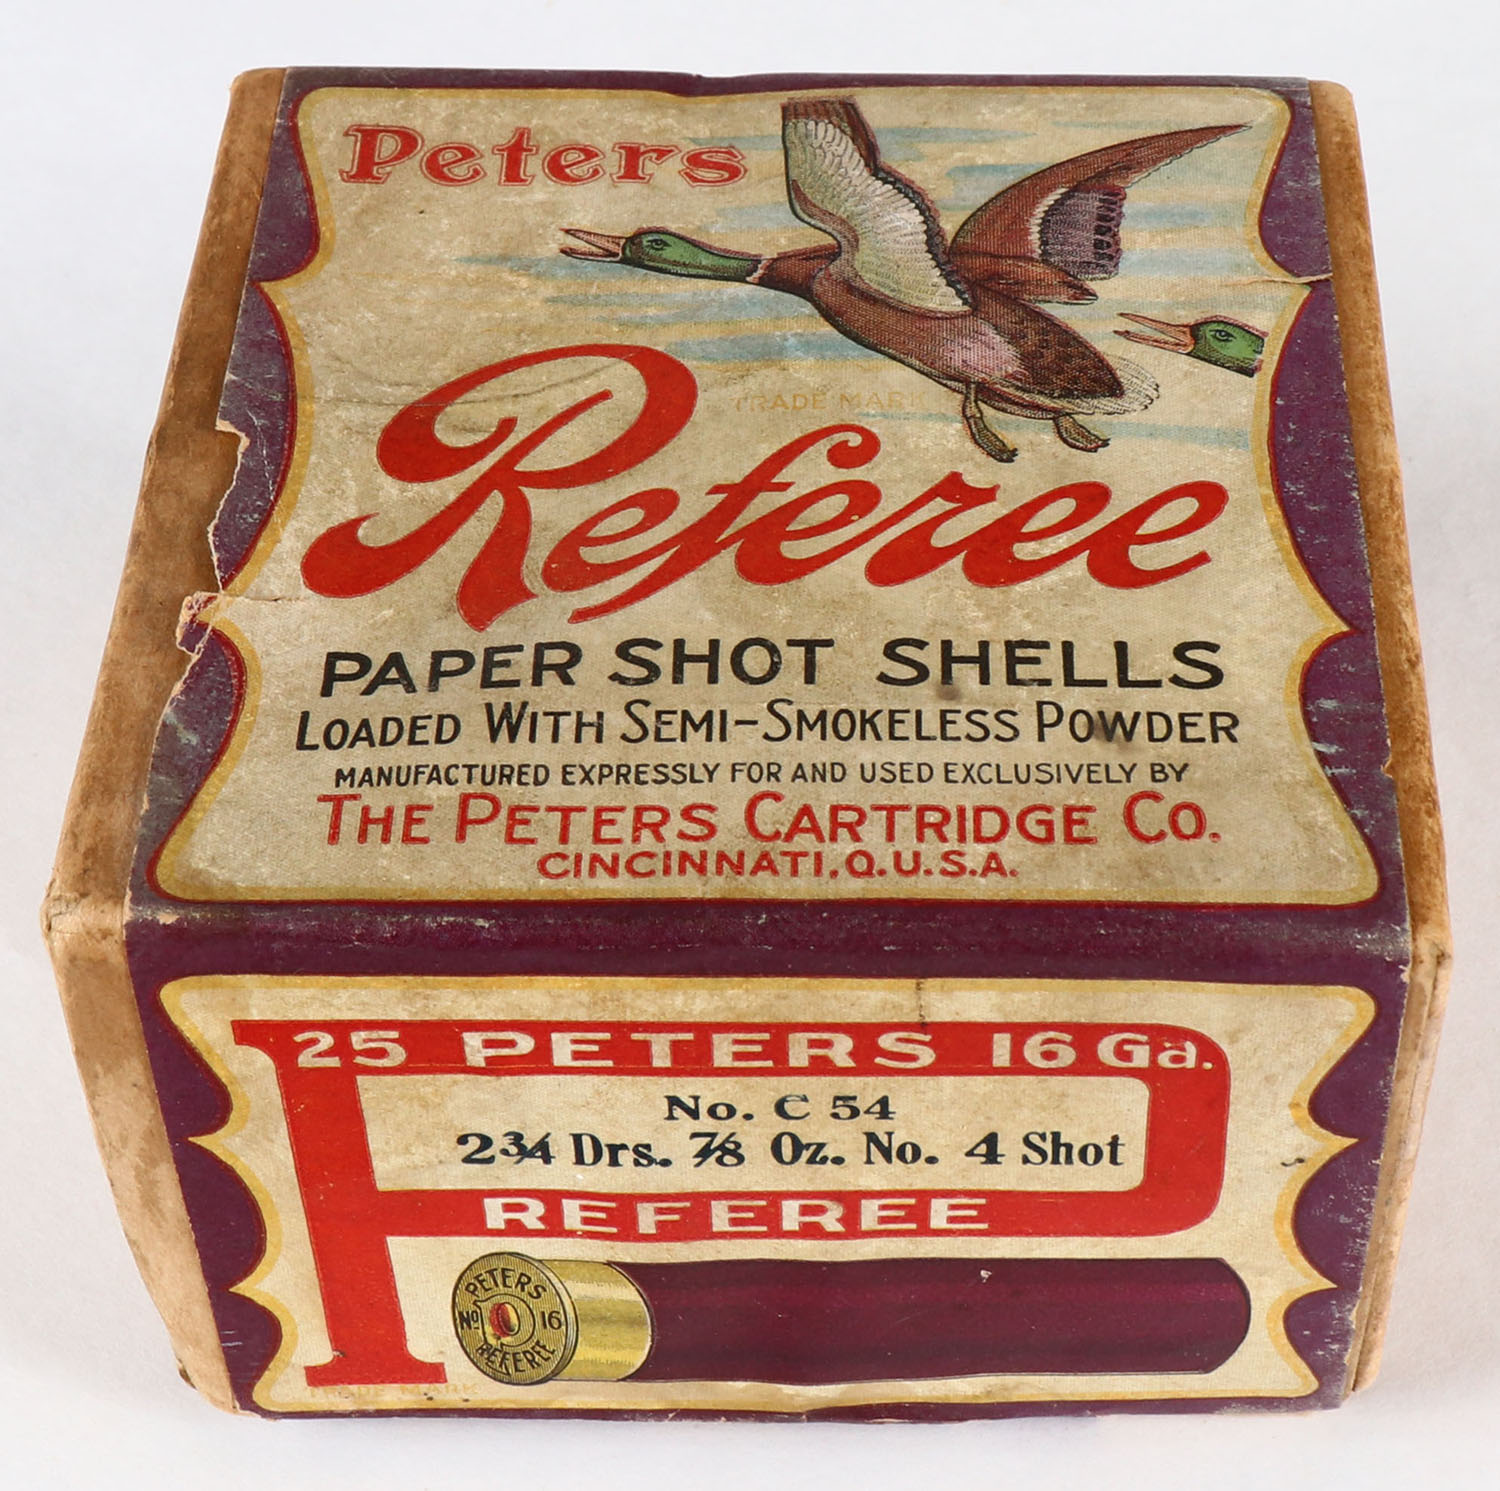 Peters
TRADE MARK
Referee
PAPER SHOT SHELLS
LOADED WITH SEMI-SMOKELESS POWDER
MANUFACTURED EXPRESSLY FOR AND USED EXCLUSIVELY BY
THE PETERS CARTRIDGE CO.
CINCINNATI, O. U.S.A.
25 PETERS 16 Ga.
No. C 54
2¾ Drs. ⅞ Oz. No. 4 Shot
REFEREE
PETERS
No 16
REFEREE
TRADE MARK